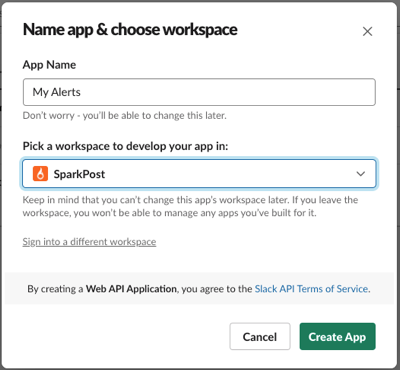 Name app & choose workspace
App Name
My Alerts
Don't worry - you'll be able to change this later.
Pick a workspace to develop your app in:
SparkPost
Keep in mind that you can't change this app's workspace later. If you leave
the workspace, you won't be able to manage any apps you've built for it.
Sign into a different workspace
By creating a Web API Application, you agree to the Slack API Terms of Service.
Cancel
Create App